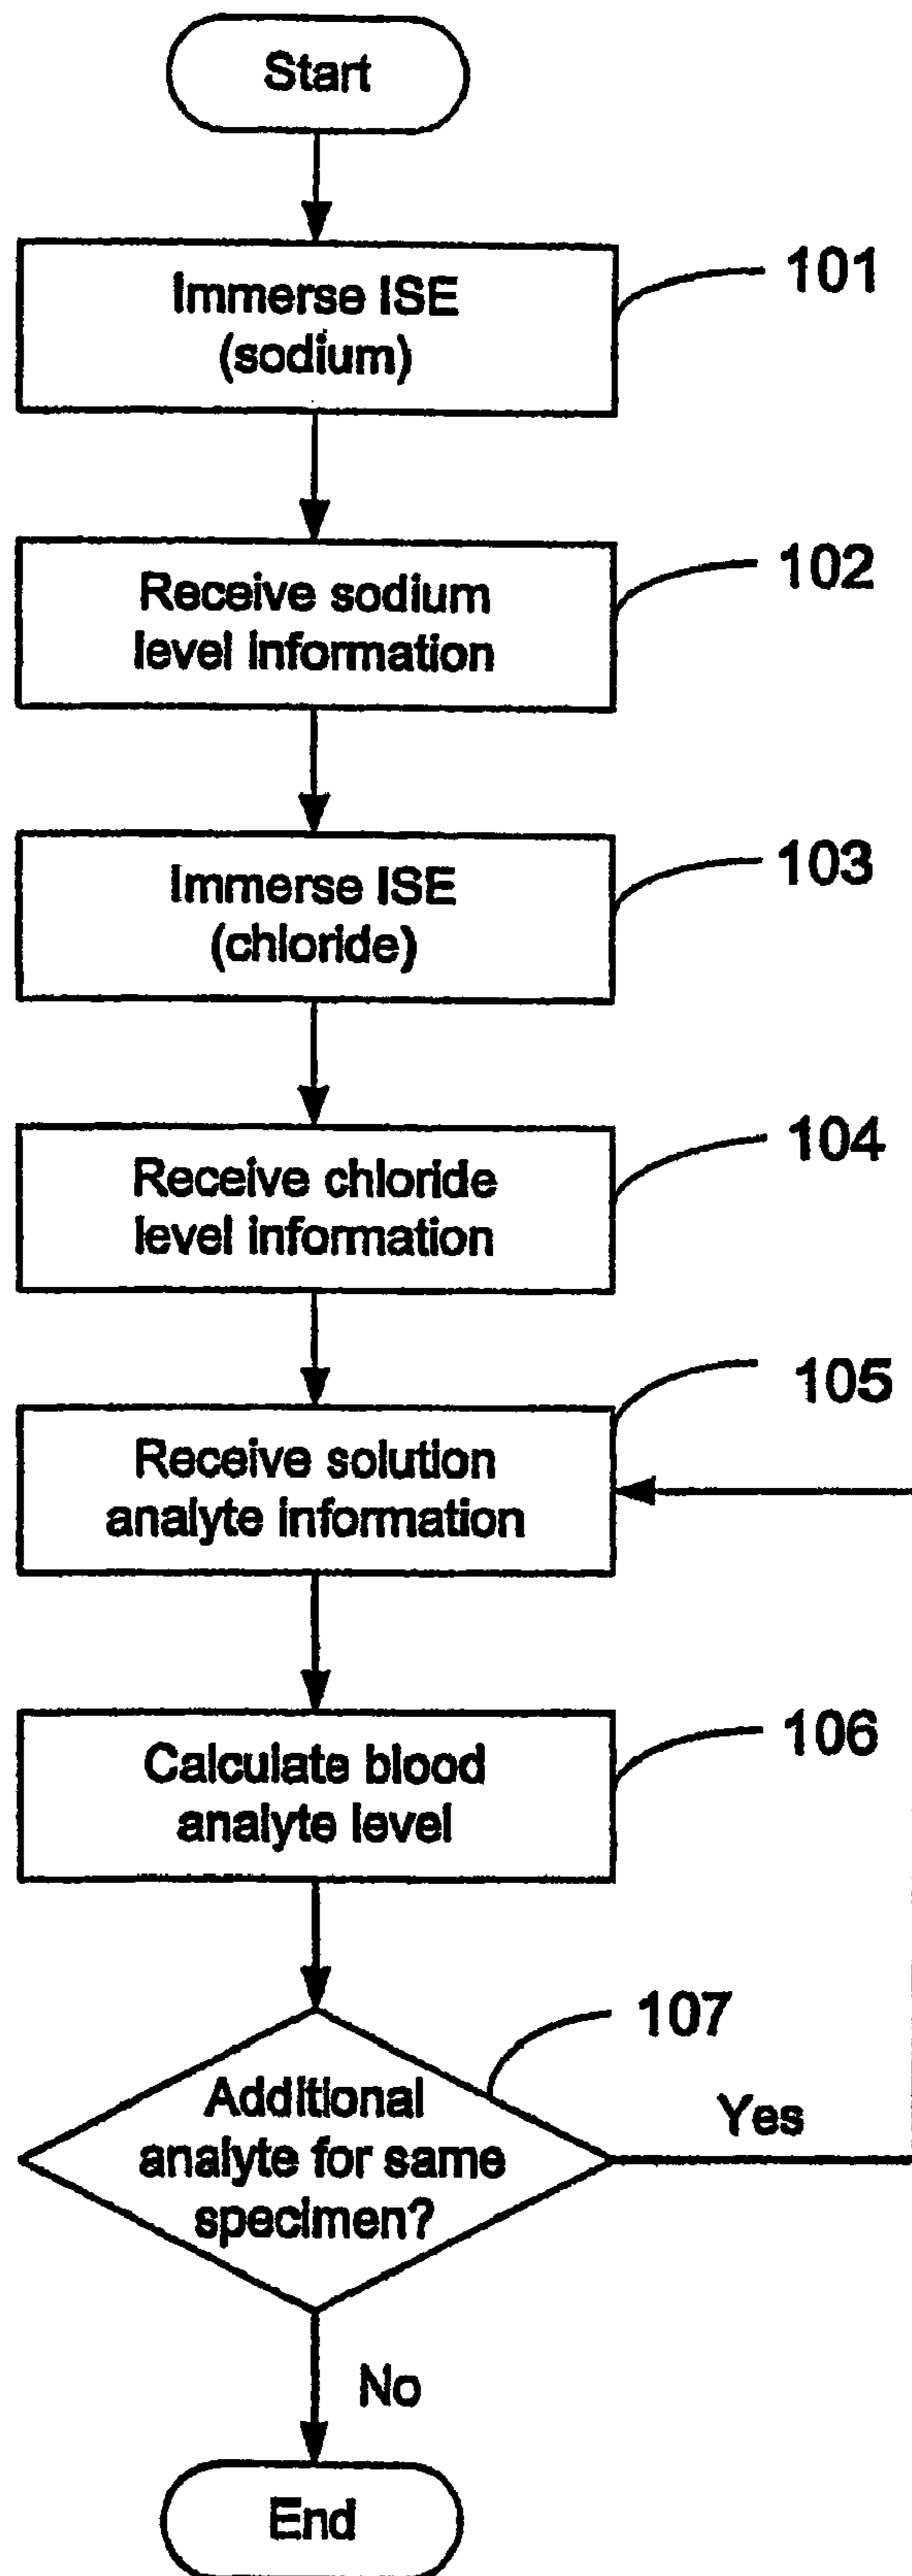 Start
Immerse ISE
(sodium)
101
Receive sodium
level information
102
Immerse ISE
(chloride)
103
Receive chloride
level information
104
Receive solution
analyte information
105
Calculate blood
analyte level
106
Additional
analyte for same
specimen?
107
Yes
No
End